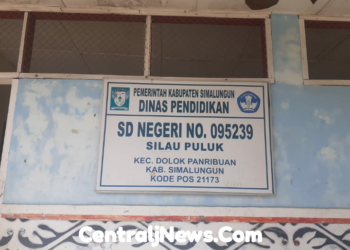 PEMERINTAH KABUPATEN SIMALUNGUN
DINAS PENDIDIKAN
SD NEGERI NO. 095239
SILAU PULUK
KEC. DOLOK PANRIBUAN
KAB. SIMALUNGUN
KODE POS 21173
CentraljNews.Com